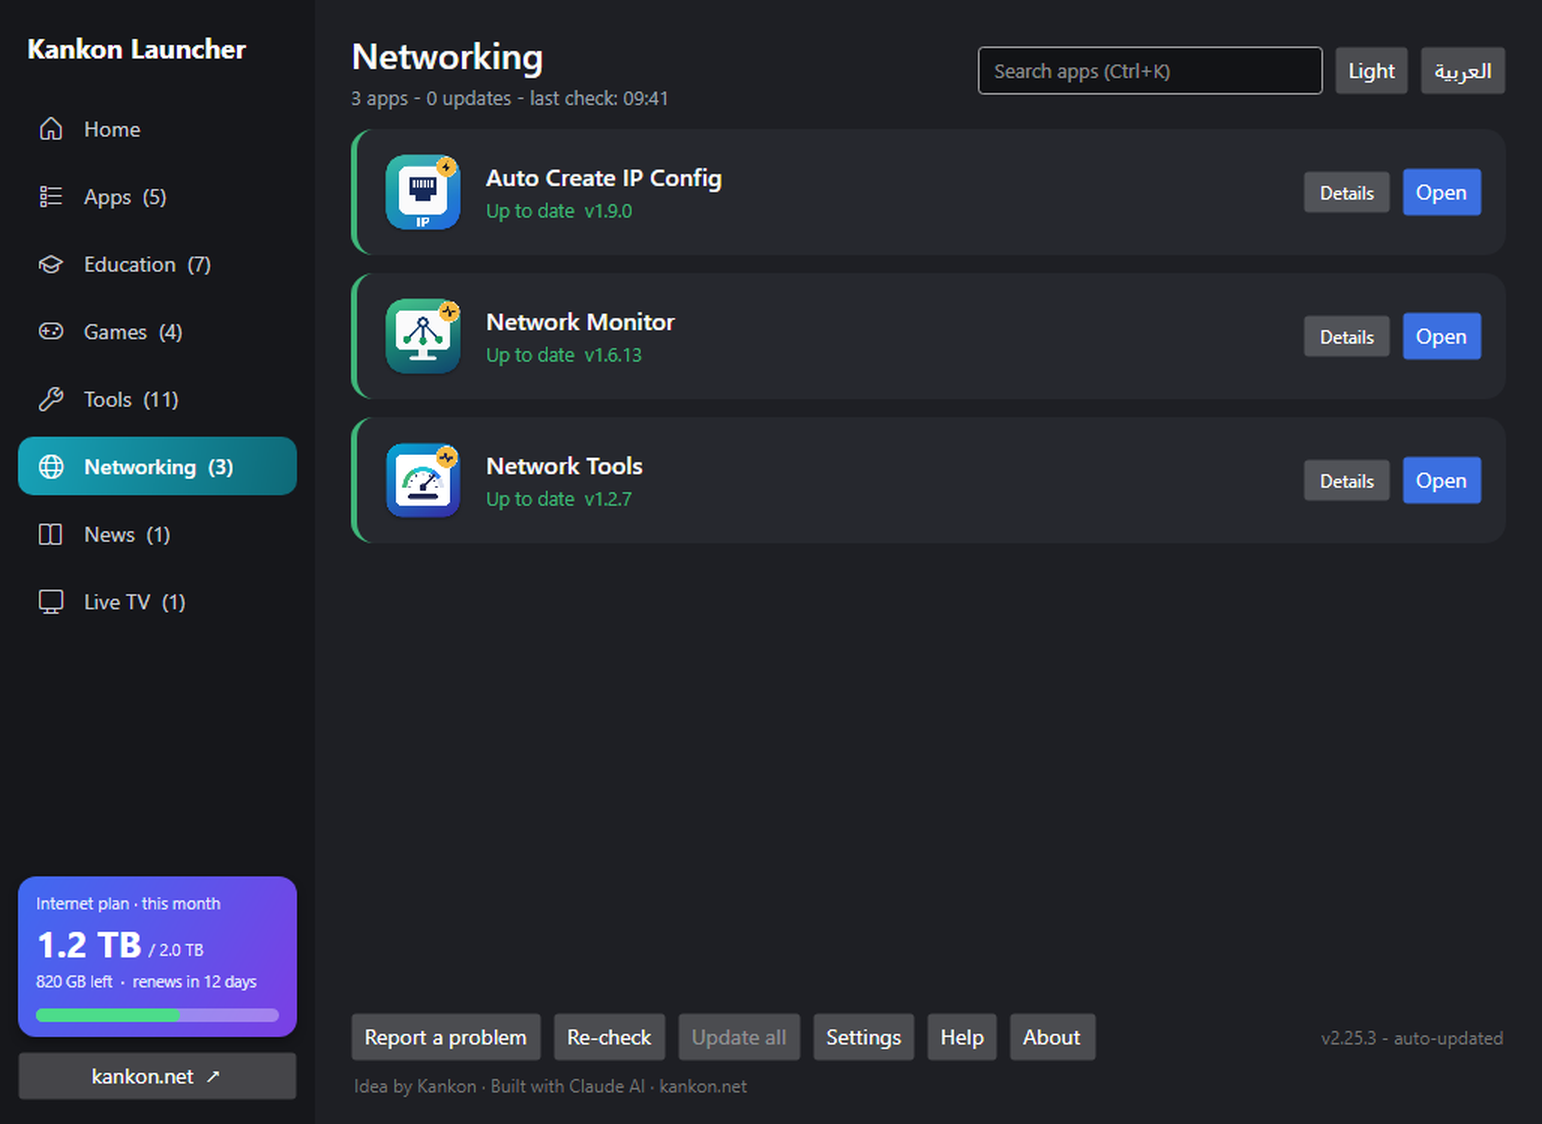 Kankon Launcher
Home
Apps (5)
Education (7)
Games (4)
Tools (11)
Networking (3)
News (1)
Live TV (1)
Internet plan · this month
1.2 TB / 2.0 TB
820 GB left · renews in 12 days
kankon.net ↗
Networking
3 apps - 0 updates - last check: 09:41
Search apps (Ctrl+K)
Light
العربية
IP
Auto Create IP Config
Up to date v1.9.0
Details
Open
Network Monitor
Up to date v1.6.13
Details
Open
Network Tools
Up to date v1.2.7
Details
Open
Report a problem
Re-check
Update all
Settings
Help
About
v2.25.3 - auto-updated
Idea by Kankon · Built with Claude AI · kankon.net